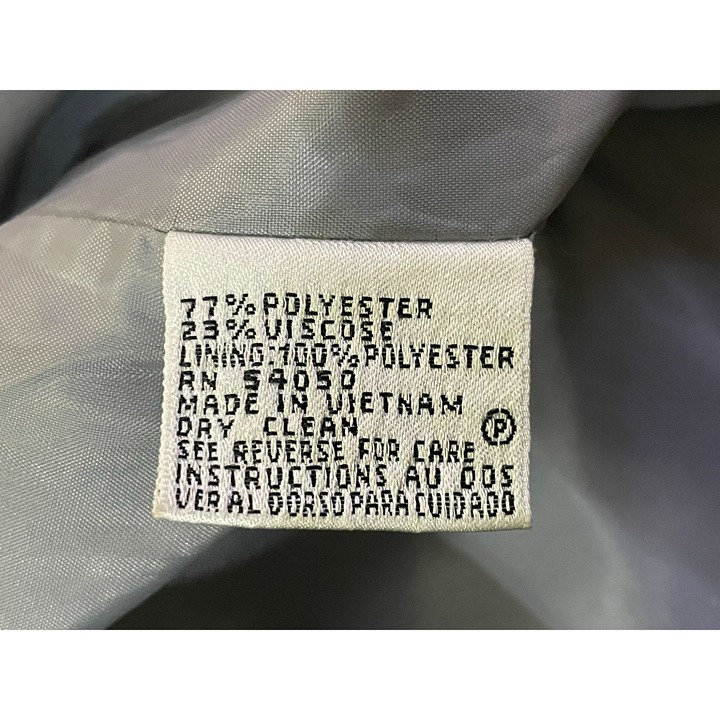 77% POLYESTER
23% VISCOSE
LINING:100% POLYESTER
RN 54050
MADE IN VIETNAM
DRY CLEAN Ⓟ
SEE REVERSE FOR CARE
INSTRUCTIONS AU DOS
VER AL DORSO PARA CUIDADO